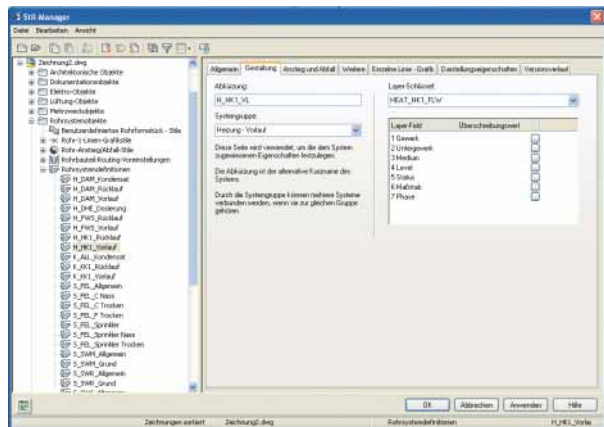 Stil-Manager
Datei Bearbeiten Ansicht
Zeichnung2.dwg
Architektonische Objekte
Dokumentationsobjekte
Elektro-Objekte
Lüftung-Objekte
Mehrzweckobjekte
Rohrsystemobjekte
Benutzerdefiniertes Rohrformstück - Stile
Rohr-1-Linien-Grafikstile
Rohr-Anstieg/Abfall-Stile
Rohrbauteil-Routing-Voreinstellungen
Rohrsystemdefinitionen
H_DAM_Kondensat
H_DAM_Rücklauf
H_DAM_Vorlauf
H_DHE_Dosierung
H_FWS_Rücklauf
H_FWS_Vorlauf
H_HK1_Rücklauf
H_HK1_Vorlauf
K_ALL_Kondensat
K_KK1_Rücklauf
K_KK1_Vorlauf
S_FEL_Allgemein
S_FEL_C Nass
S_FEL_C Trocken
S_FEL_F Trocken
S_FEL_Sprinkler
S_FEL_Sprinkler Nass
S_FEL_Sprinkler Trocken
S_SWM_Allgemein
S_SWM_Grund
S_SWR_Allgemein
S_SWR_Grund
Allgemein Gestaltung Anstieg und Abfall Weitere Einzelne Linie - Grafik Darstellungseigenschaften Versionsverlauf
Abkürzung:
H_HK1_VL
Systemgruppe:
Heizung - Vorlauf
Diese Seite wird verwendet, um die dem System
zugewiesenen Eigenschaften festzulegen.
Die Abkürzung ist der alternative Kurzname des
Systems.
Durch die Systemgruppe können mehrere Systeme
verbunden werden, wenn sie zur gleichen Gruppe
gehören.
Layer-Schlüssel:
HEAT_HK1_FLW
Layer-Feld Überschreibungswert
1 Gewerk
2 Untergewerk
3 Medium
4 Level
5 Status
6 Maßstab
7 Phase
OK Abbrechen Anwenden Hilfe
Zeichnungen sortiert Zeichnung2.dwg Rohrsystemdefinitionen H_HK1_Vorlau